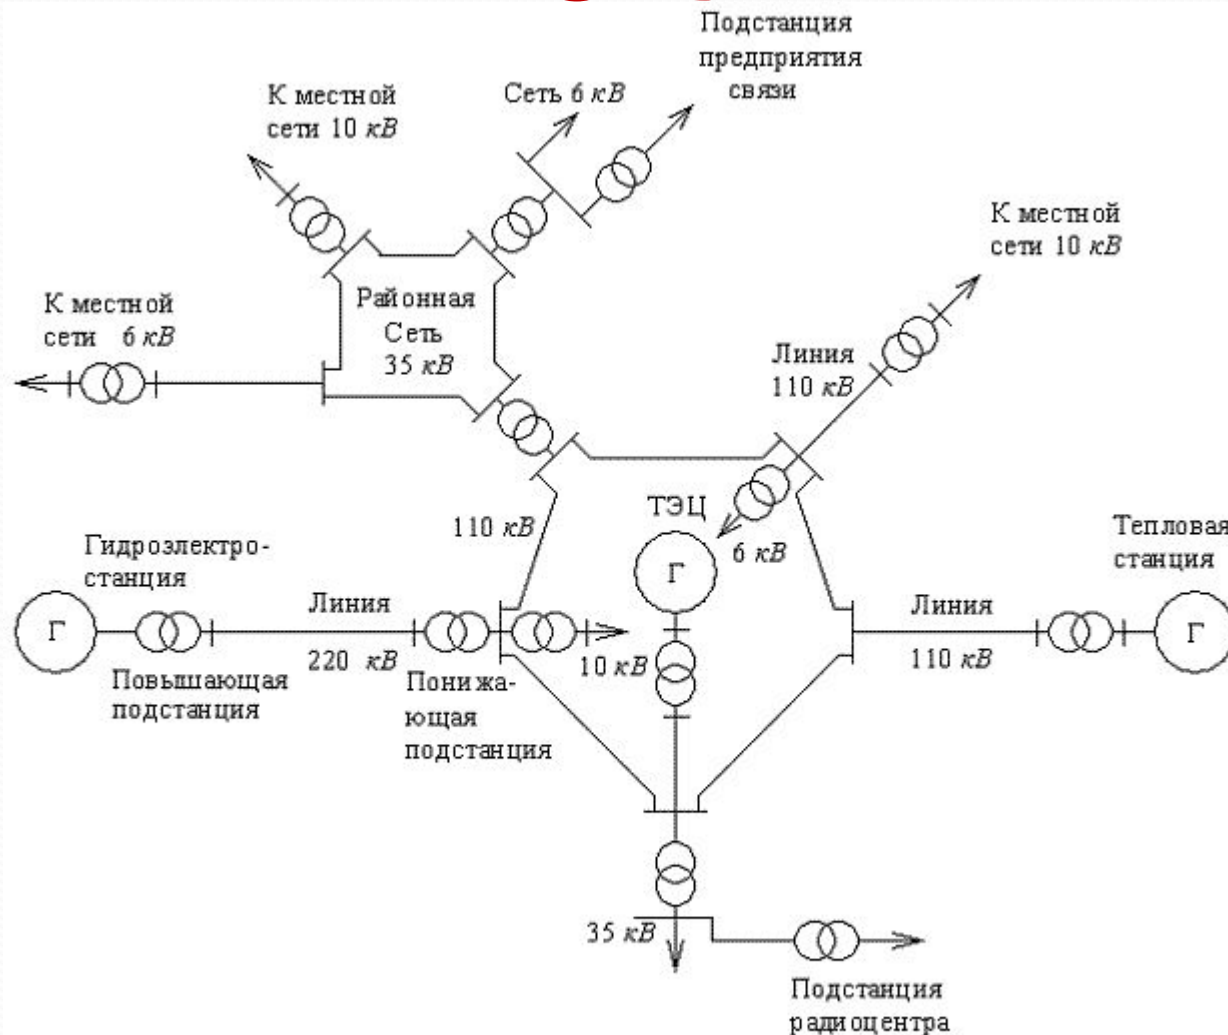 Подстанция
предприятия
связи
К местной
сети 10 кВ
Сеть 6 кВ
К местной
сети 10 кВ
К местной
сети 6 кВ
Районная
Сеть
35 кВ
Линия
110 кВ
ТЭЦ
110 кВ
6 кВ
Г
Тепловая
станция
Гидроэлектро-
станция
Г
Линия
220 кВ
10 кВ
Линия
110 кВ
Г
Повышающая
подстанция
Понижа-
ющая
подстанция
35 кВ
Подстанция
радиоцентра